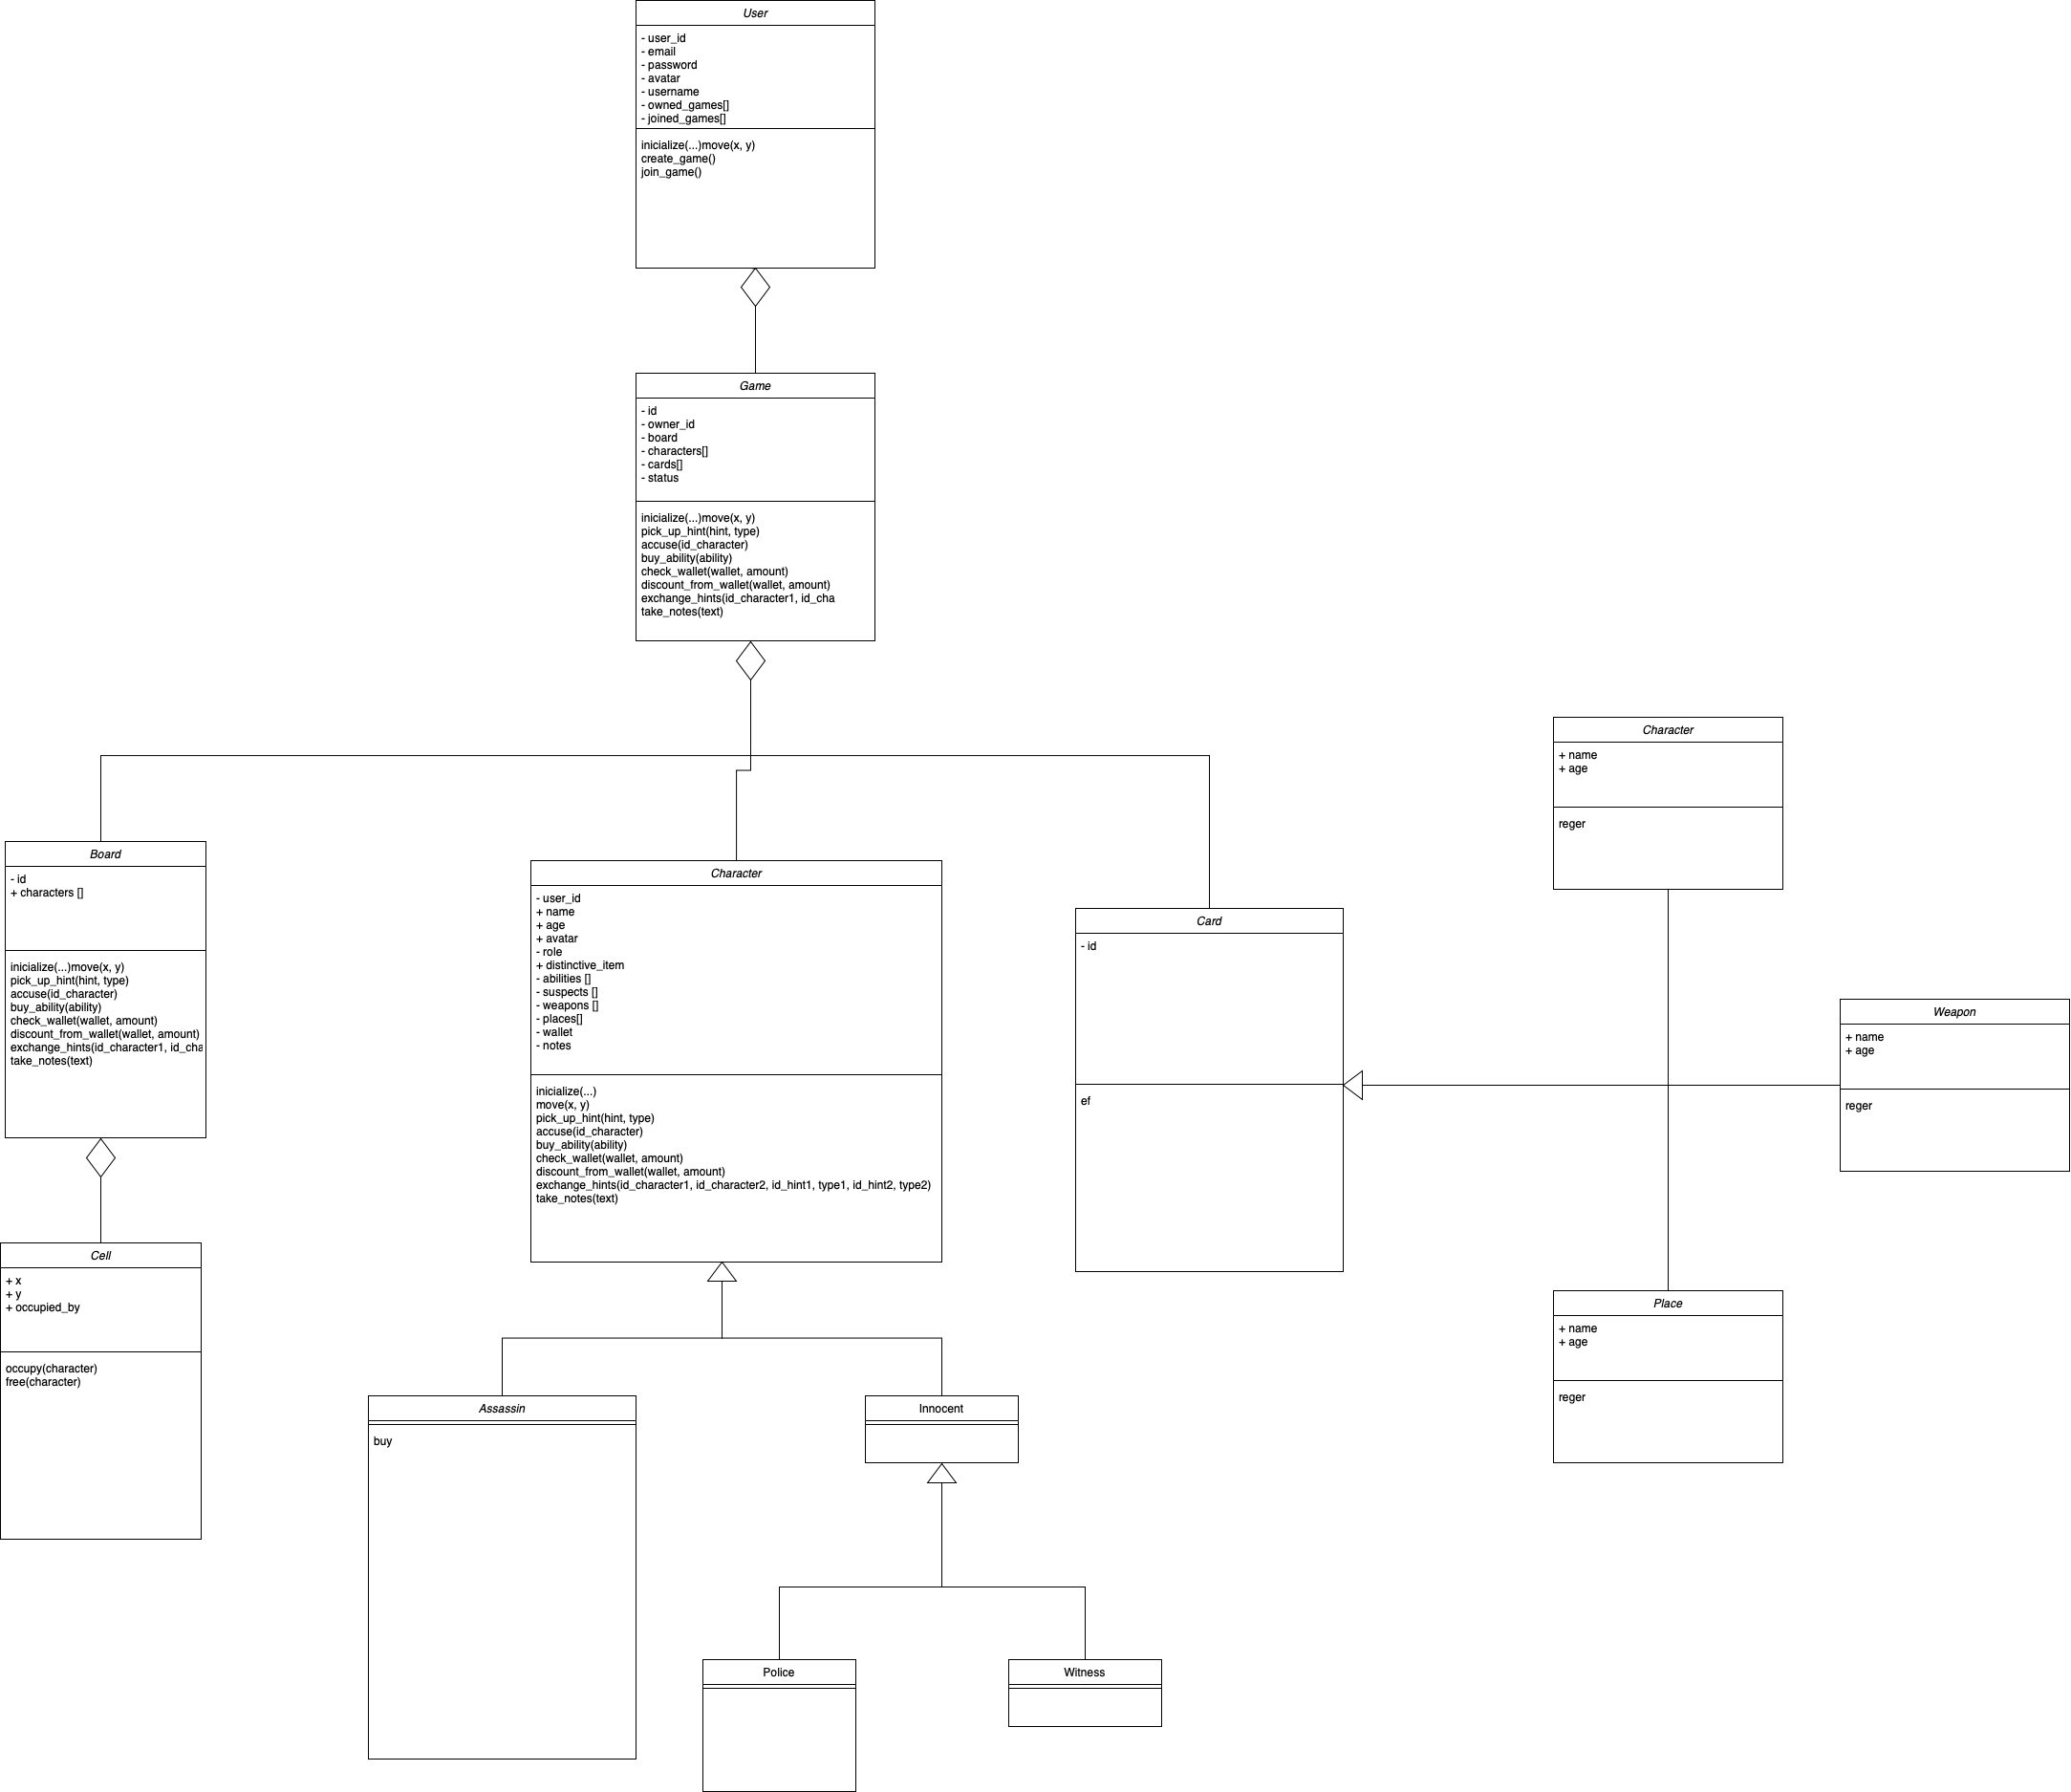 User
- user_id
- email
- password
- avatar
- username
- owned_games[]
- joined_games[]
inicialize(...)move(x, y)
create_game()
join_game()
Game
- id
- owner_id
- board
- characters[]
- cards[]
- status
inicialize(...)move(x, y)
pick_up_hint(hint, type)
accuse(id_character)
buy_ability(ability)
check_wallet(wallet, amount)
discount_from_wallet(wallet, amount)
exchange_hints(id_character1, id_cha
take_notes(text)
Board
- id
+ characters []
inicialize(...)move(x, y)
pick_up_hint(hint, type)
accuse(id_character)
buy_ability(ability)
check_wallet(wallet, amount)
discount_from_wallet(wallet, amount)
exchange_hints(id_character1, id_cha
take_notes(text)
Character
- user_id
+ name
+ age
+ avatar
- role
+ distinctive_item
- abilities []
- suspects []
- weapons []
- places[]
- wallet
- notes
inicialize(...)
move(x, y)
pick_up_hint(hint, type)
accuse(id_character)
buy_ability(ability)
check_wallet(wallet, amount)
discount_from_wallet(wallet, amount)
exchange_hints(id_character1, id_character2, id_hint1, type1, id_hint2, type2)
take_notes(text)
Card
- id
ef
Character
+ name
+ age
reger
Weapon
+ name
+ age
reger
Place
+ name
+ age
reger
Cell
+ x
+ y
+ occupied_by
occupy(character)
free(character)
Assassin
buy
Innocent
Police
Witness